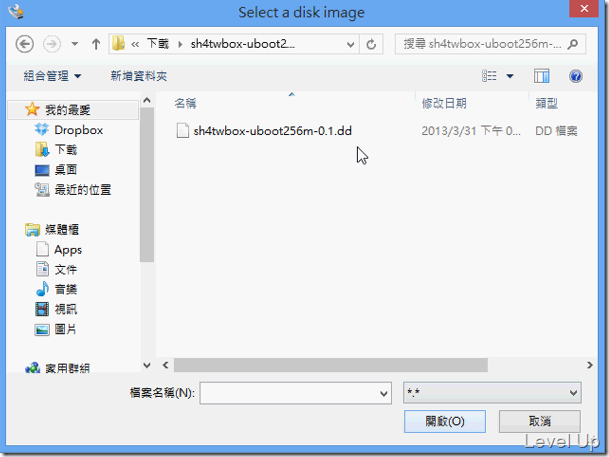 Select a disk image
« 下載 ▸ sh4twbox-uboot2...
搜尋 sh4twbox-uboot256m-...
組合管理 ▾ 新增資料夾
我的最愛
Dropbox
下載
桌面
最近的位置
媒體櫃
Apps
文件
音樂
視訊
圖片
家用群組
名稱 修改日期 類型
sh4twbox-uboot256m-0.1.dd 2013/3/31 下午 0... DD 檔案
檔案名稱(N): *.*
開啟(O) 取消
Level Up